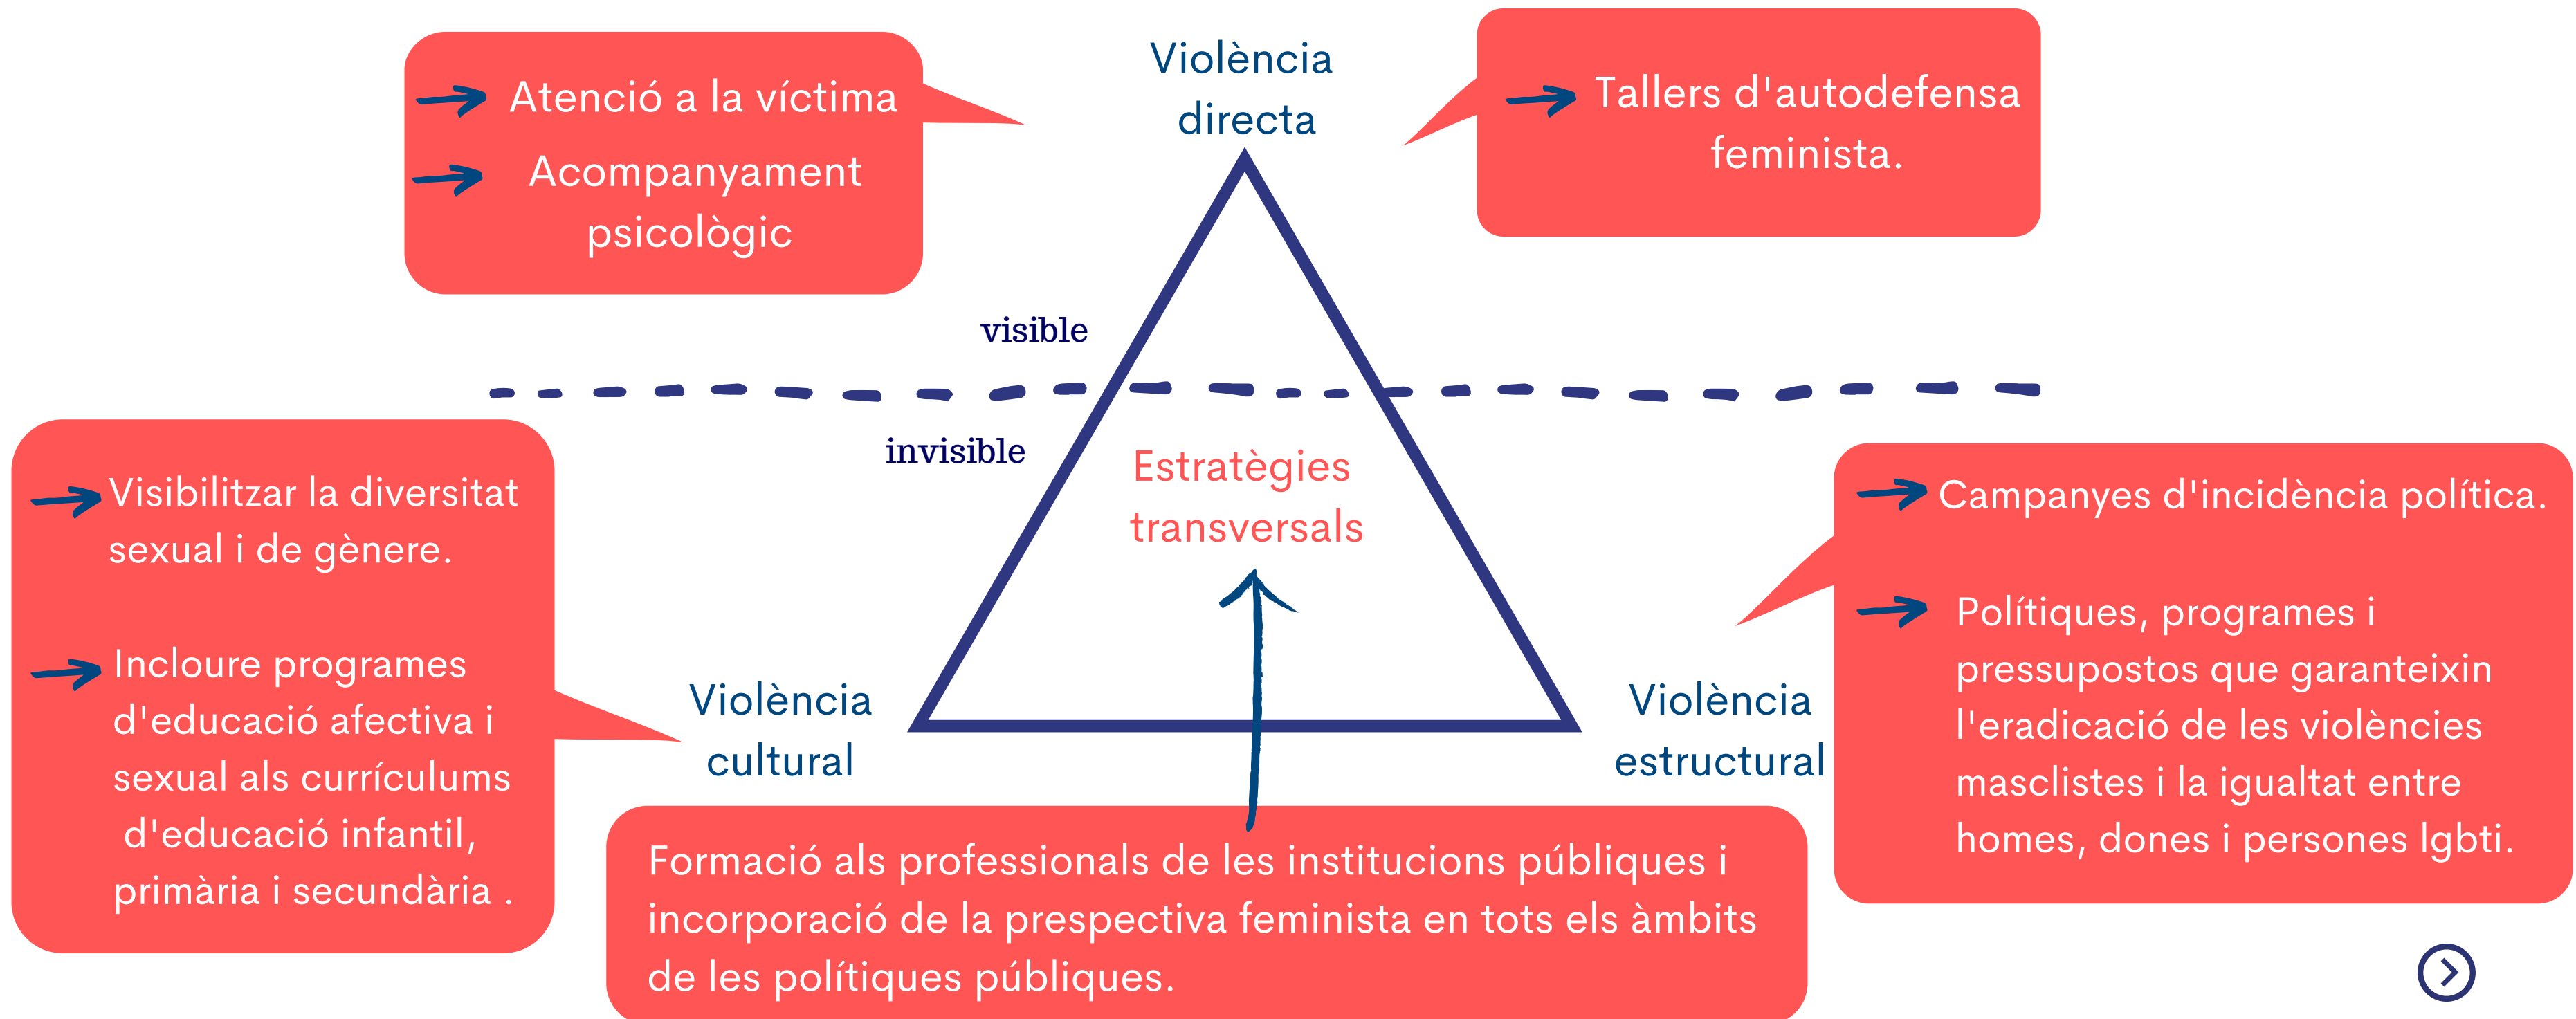 Atenció a la víctima
Acompanyament
psicològic
Violència
directa
Tallers d'autodefensa
feminista.
visible
invisible
Visibilitzar la diversitat
sexual i de gènere.
Incloure programes
d'educació afectiva i
sexual als currículums
d'educació infantil,
primària i secundària .
Estratègies
transversals
Violència
cultural
Violència
estructural
Campanyes d'incidència política.
Polítiques, programes i
pressupostos que garanteixin
l'eradicació de les violències
masclistes i la igualtat entre
homes, dones i persones lgbti.
Formació als professionals de les institucions públiques i
incorporació de la prespectiva feminista en tots els àmbits
de les polítiques públiques.